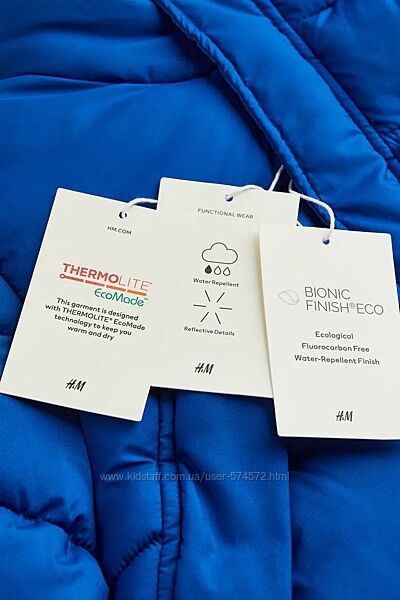 HM.COM
THERMOLITE®
EcoMade™
This garment is designed
with THERMOLITE® EcoMade
technology to keep you
warm and dry
H&M
FUNCTIONAL WEAR
Water Repellent
Reflective Details
H&M
BIONIC
FINISH®ECO
Ecological
Fluorocarbon Free
Water-Repellent Finish
H&M
www.kidstaff.com.ua/user-574572.html